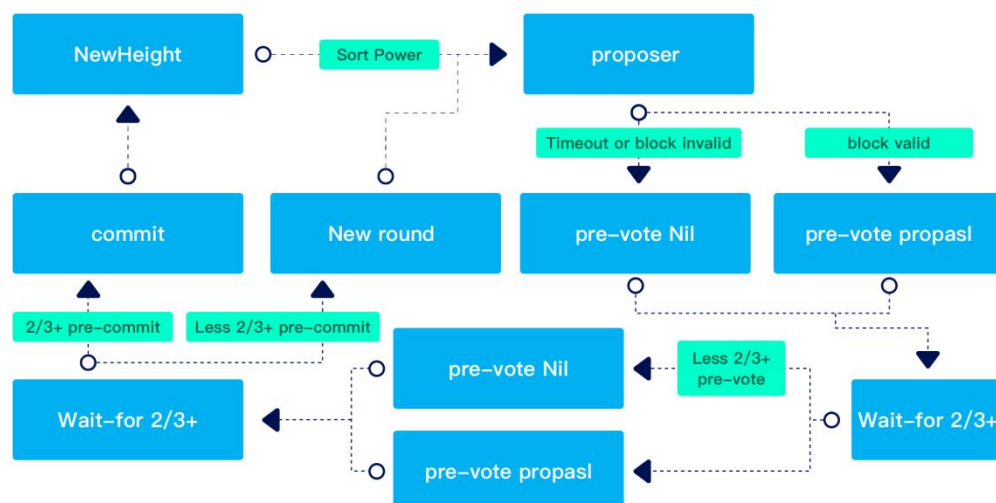 NewHeight
Sort Power
proposer
Timeout or block invalid
block valid
commit
New round
pre-vote Nil
pre-vote propasl
2/3+ pre-commit
Less 2/3+ pre-commit
pre-vote Nil
Less 2/3+
pre-vote
Wait-for 2/3+
Wait-for 2/3+
pre-vote propasl